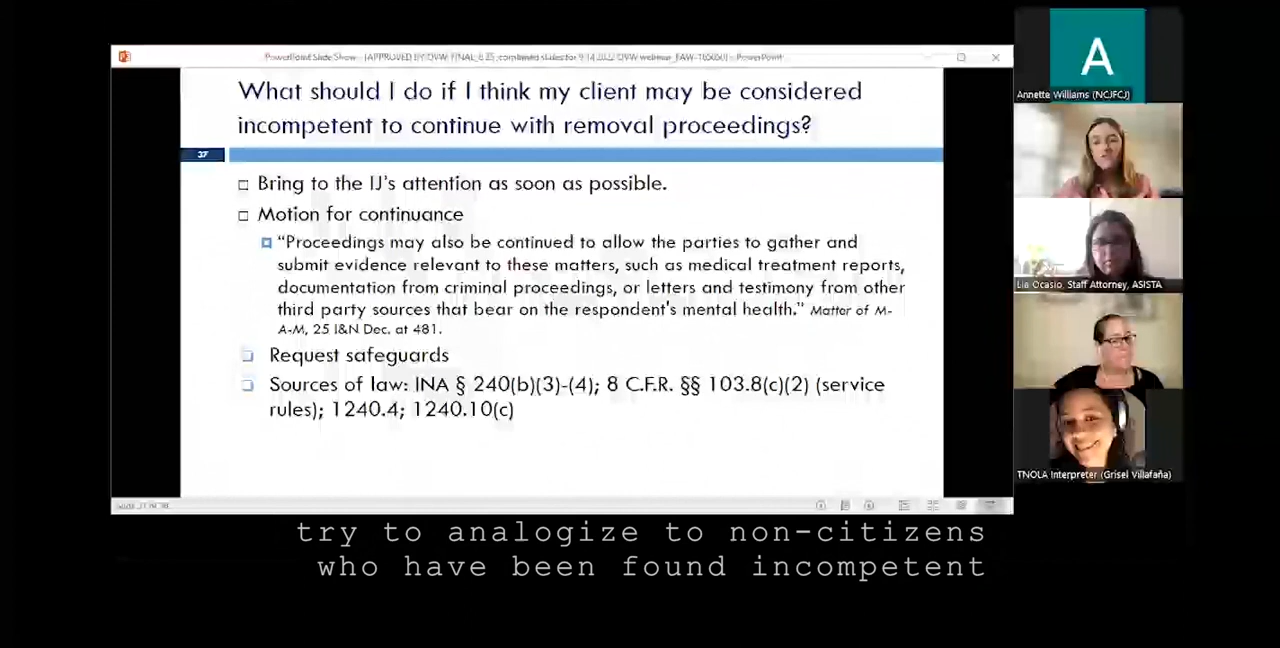 What should I do if I think my client may be considered
incompetent to continue with removal proceedings?
37
Bring to the IJ's attention as soon as possible.
Motion for continuance
"Proceedings may also be continued to allow the parties to gather and
submit evidence relevant to these matters, such as medical treatment reports,
documentation from criminal proceedings, or letters and testimony from other
third party sources that bear on the respondent's mental health." Matter of M-
A-M, 25 I&N Dec. at 481.
Request safeguards
Sources of law: INA § 240(b)(3)-(4); 8 C.F.R. §§ 103.8(c)(2) (service
rules); 1240.4; 1240.10(c)
A
Annette Williams (NCJFCJ)
Lia Ocasio, Staff Attorney, ASISTA
TNOLA Interpreter (Grisel Villafaña)
try to analogize to non-citizens
who have been found incompetent